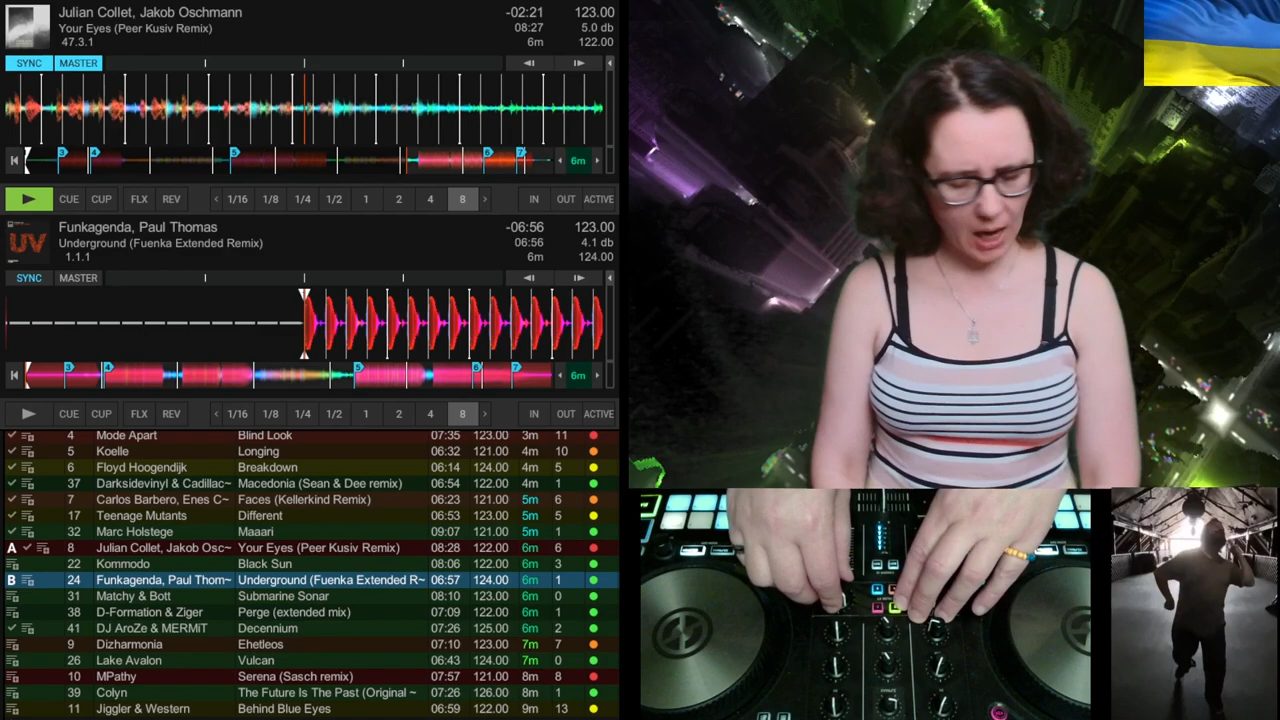 Julian Collet, Jakob Oschmann -02:21 123.00
Your Eyes (Peer Kusiv Remix) 08:27 5.0 db
47.3.1 6m 122.00
SYNC MASTER
3 4 5 6 7 6m
CUE CUP FLX REV < 1/16 1/8 1/4 1/2 1 2 4 8 > IN OUT ACTIVE
Funkagenda, Paul Thomas -06:56 123.00
UV Underground (Fuenka Extended Remix) 06:56 4.1 db
1.1.1 6m 124.00
SYNC MASTER
3 4 5 6 7 6m
CUE CUP FLX REV < 1/16 1/8 1/4 1/2 1 2 4 8 > IN OUT ACTIVE
4 Mode Apart Blind Look 07:35 123.00 3m 11
5 Koelle Longing 06:32 121.00 4m 10
6 Floyd Hoogendijk Breakdown 06:14 124.00 4m 5
37 Darksidevinyl & Cadillac~ Macedonia (Sean & Dee remix) 06:54 122.00 4m 1
7 Carlos Barbero, Enes C~ Faces (Kellerkind Remix) 06:23 121.00 5m 6
17 Teenage Mutants Different 06:53 123.00 5m 5
32 Marc Holstege Maaari 09:07 121.00 5m 1
A 8 Julian Collet, Jakob Osc~ Your Eyes (Peer Kusiv Remix) 08:28 122.00 6m 6
22 Kommodo Black Sun 08:06 122.00 6m 3
B 24 Funkagenda, Paul Thom~ Underground (Fuenka Extended R~ 06:57 124.00 6m 1
31 Matchy & Bott Submarine Sonar 08:10 123.00 6m 0
38 D-Formation & Ziger Perge (extended mix) 07:09 122.00 6m 1
41 DJ AroZe & MERMiT Decennium 07:26 125.00 6m 2
9 Dizharmonia Ehetleos 07:10 123.00 7m 7
26 Lake Avalon Vulcan 06:43 124.00 7m 0
10 MPathy Serena (Sasch remix) 07:57 121.00 8m 8
39 Colyn The Future Is The Past (Original ~ 07:26 126.00 8m 1
11 Jiggler & Western Behind Blue Eyes 06:59 122.00 9m 13